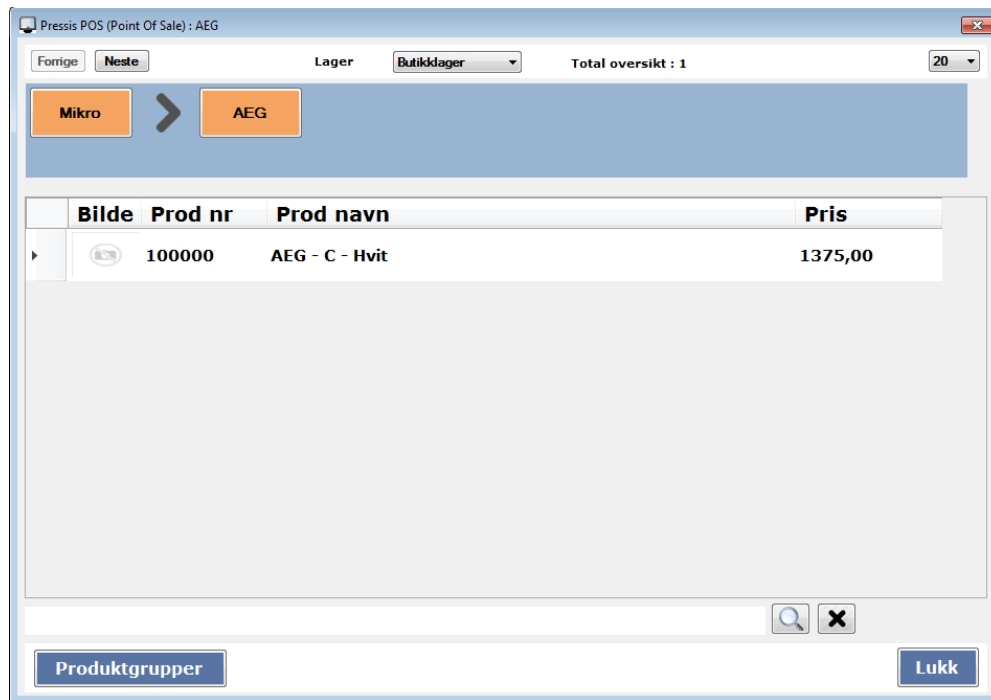 Pressis POS (Point Of Sale) : AEG
Forrige Neste Lager Butikklager Total oversikt : 1 20
Mikro AEG
Bilde Prod nr Prod navn Pris
100000 AEG - C - Hvit 1375,00
Produktgrupper Lukk